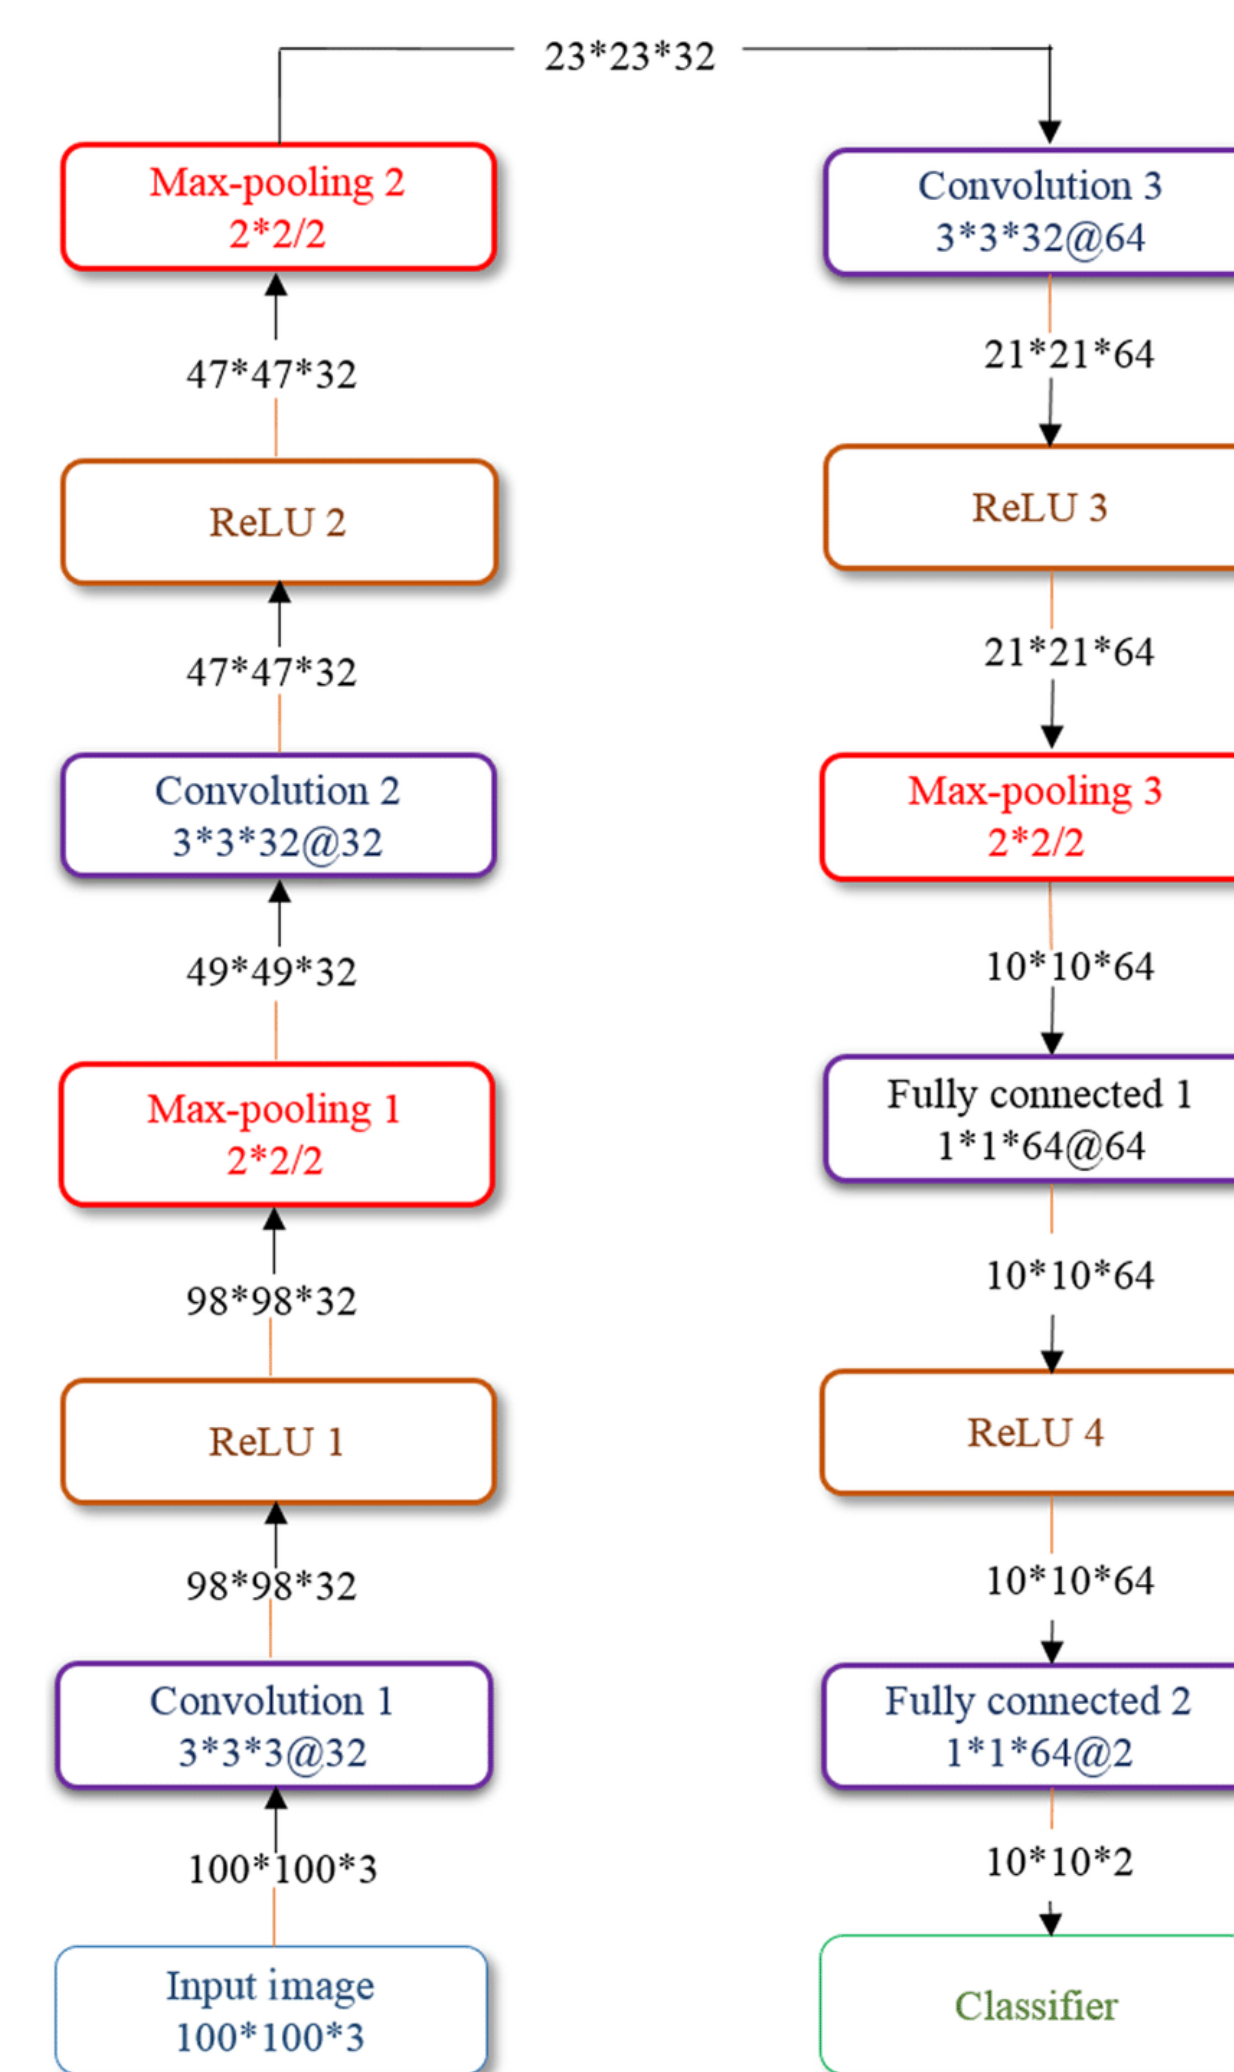 23*23*32
Max-pooling 2
2*2/2
47*47*32
ReLU 2
47*47*32
Convolution 2
3*3*32@32
49*49*32
Max-pooling 1
2*2/2
98*98*32
ReLU 1
98*98*32
Convolution 1
3*3*3@32
100*100*3
Input image
100*100*3
Convolution 3
3*3*32@64
21*21*64
ReLU 3
21*21*64
Max-pooling 3
2*2/2
10*10*64
Fully connected 1
1*1*64@64
10*10*64
ReLU 4
10*10*64
Fully connected 2
1*1*64@2
10*10*2
Classifier